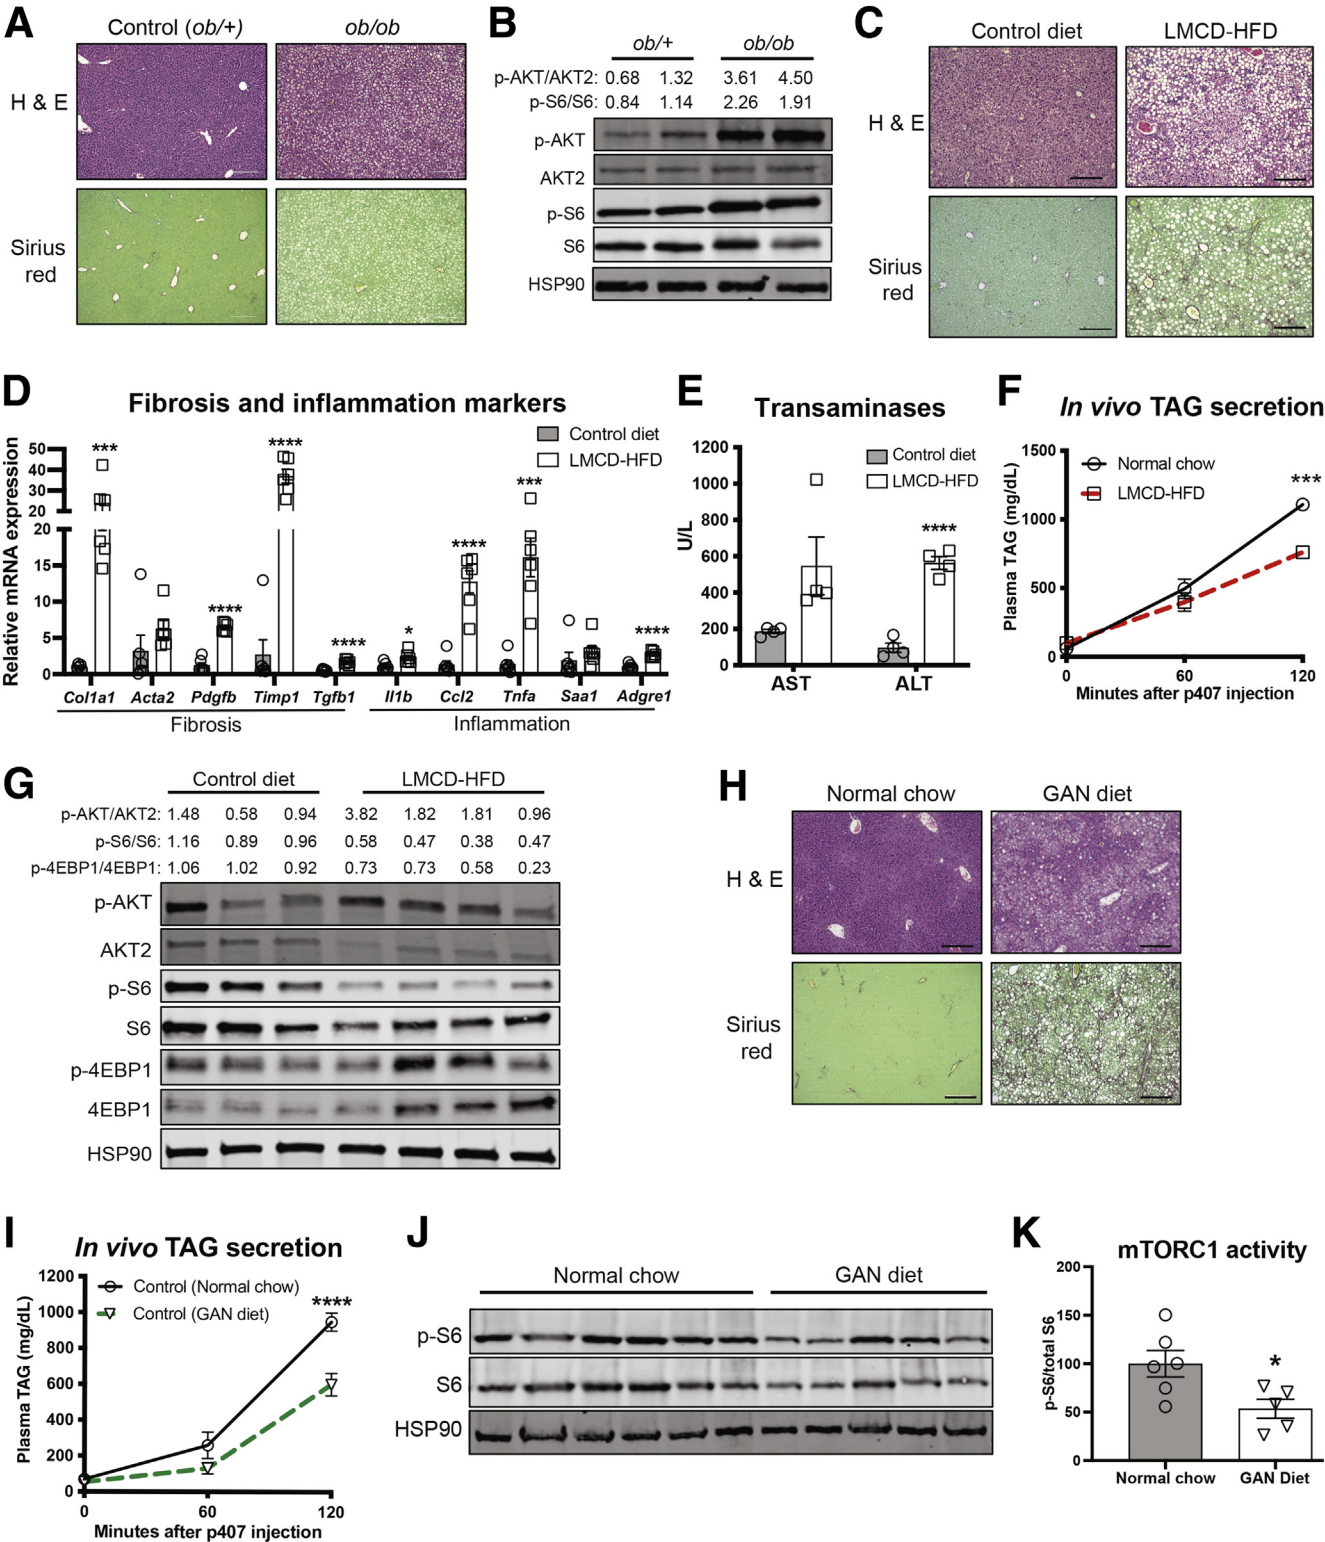 A
Control (ob/+)
ob/ob
H & E
Sirius
red
B
ob/+
ob/ob
p-AKT/AKT2: 0.68 1.32 3.61 4.50
p-S6/S6: 0.84 1.14 2.26 1.91
p-AKT
AKT2
p-S6
S6
HSP90
C
Control diet
LMCD-HFD
H & E
Sirius
red
D
Fibrosis and inflammation markers
Relative mRNA expression
Control diet
LMCD-HFD
50
40
30
20
20
15
10
5
0
***
****
****
****
*
****
***
****
Col1a1 Acta2 Pdgfb Timp1 Tgfb1 Il1b Ccl2 Tnfa Saa1 Adgre1
Fibrosis
Inflammation
E
Transaminases
U/L
1200
1000
800
600
400
200
0
Control diet
LMCD-HFD
****
AST
ALT
F
In vivo TAG secretion
Plasma TAG (mg/dL)
1500
1000
500
0
Normal chow
LMCD-HFD
***
0 60 120
Minutes after p407 injection
G
Control diet
LMCD-HFD
p-AKT/AKT2: 1.48 0.58 0.94 3.82 1.82 1.81 0.96
p-S6/S6: 1.16 0.89 0.96 0.58 0.47 0.38 0.47
p-4EBP1/4EBP1: 1.06 1.02 0.92 0.73 0.73 0.58 0.23
p-AKT
AKT2
p-S6
S6
p-4EBP1
4EBP1
HSP90
H
Normal chow
GAN diet
H & E
Sirius
red
I
In vivo TAG secretion
Plasma TAG (mg/dL)
1200
1000
800
600
400
200
0
Control (Normal chow)
Control (GAN diet)
****
0 60 120
Minutes after p407 injection
J
Normal chow
GAN diet
p-S6
S6
HSP90
K
mTORC1 activity
p-S6/total S6
200
150
100
50
0
*
Normal chow
GAN Diet